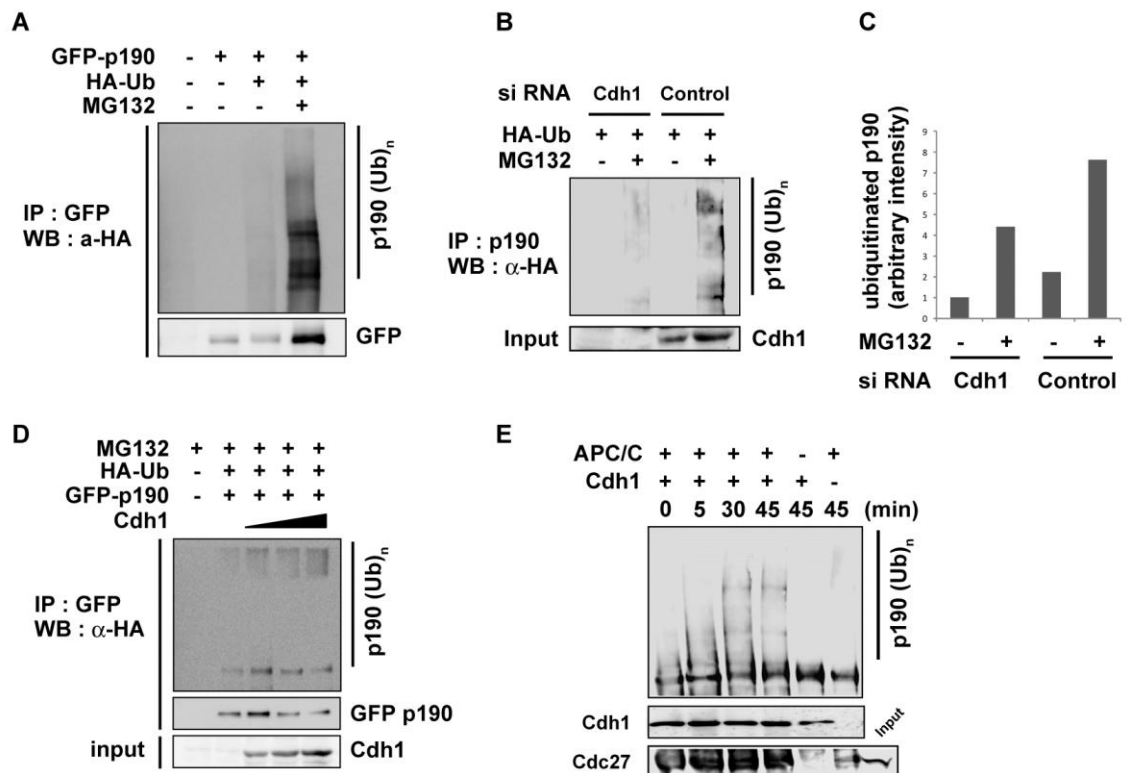 A
GFP-p190 - + + +
HA-Ub - - + +
MG132 - - - +
IP : GFP
WB : a-HA
p190 (Ub)n
GFP
B
si RNA Cdh1 Control
HA-Ub + + + +
MG132 - + - +
IP : p190
WB : α-HA
p190 (Ub)n
Input Cdh1
C
ubiquitinated p190
(arbitrary intensity)
9
8
7
6
5
4
3
2
1
0
MG132 - + - +
si RNA Cdh1 Control
D
MG132 + + + + +
HA-Ub - + + + +
GFP-p190 - + + + +
Cdh1
IP : GFP
WB : α-HA
p190 (Ub)n
GFP p190
input Cdh1
E
APC/C + + + + - +
Cdh1 + + + + + -
0 5 30 45 45 45 (min)
p190 (Ub)n
Cdh1
Input
Cdc27